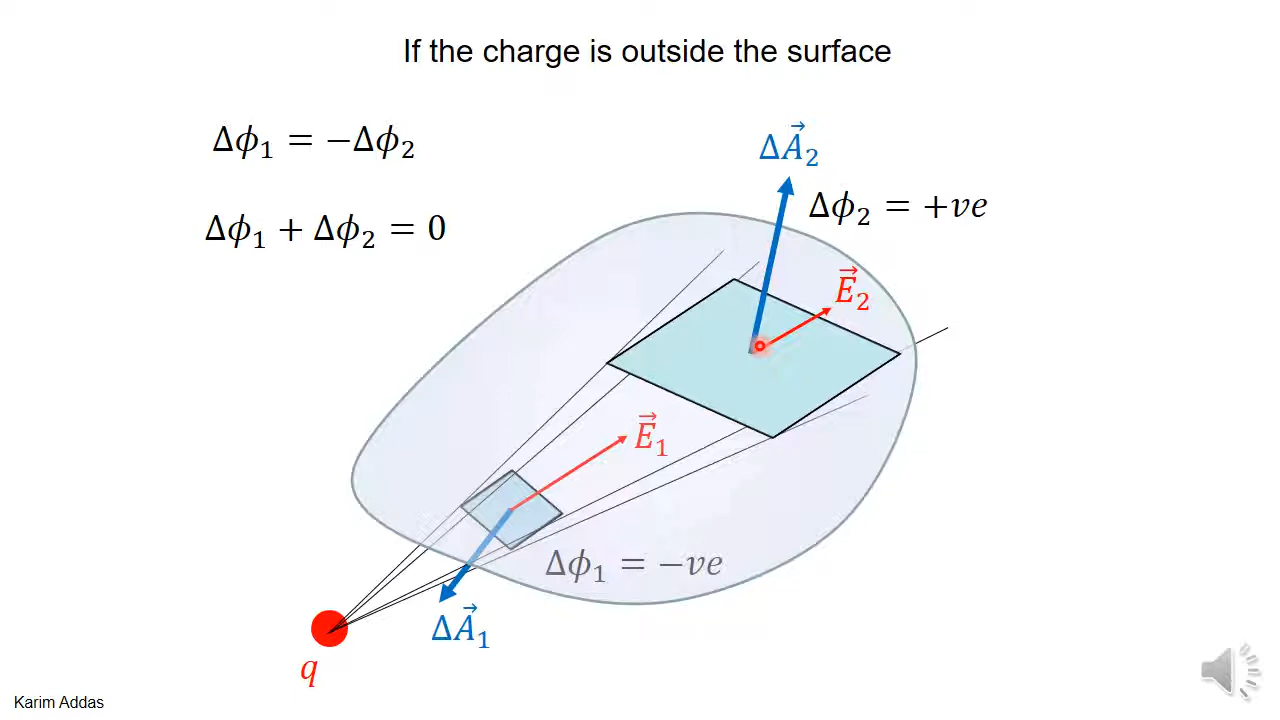 If the charge is outside the surface
Δϕ₁ = −Δϕ₂
Δϕ₁ + Δϕ₂ = 0
ΔA⃗₂
Δϕ₂ = +ve
E⃗₂
E⃗₁
Δϕ₁ = −ve
ΔA⃗₁
q
Karim Addas